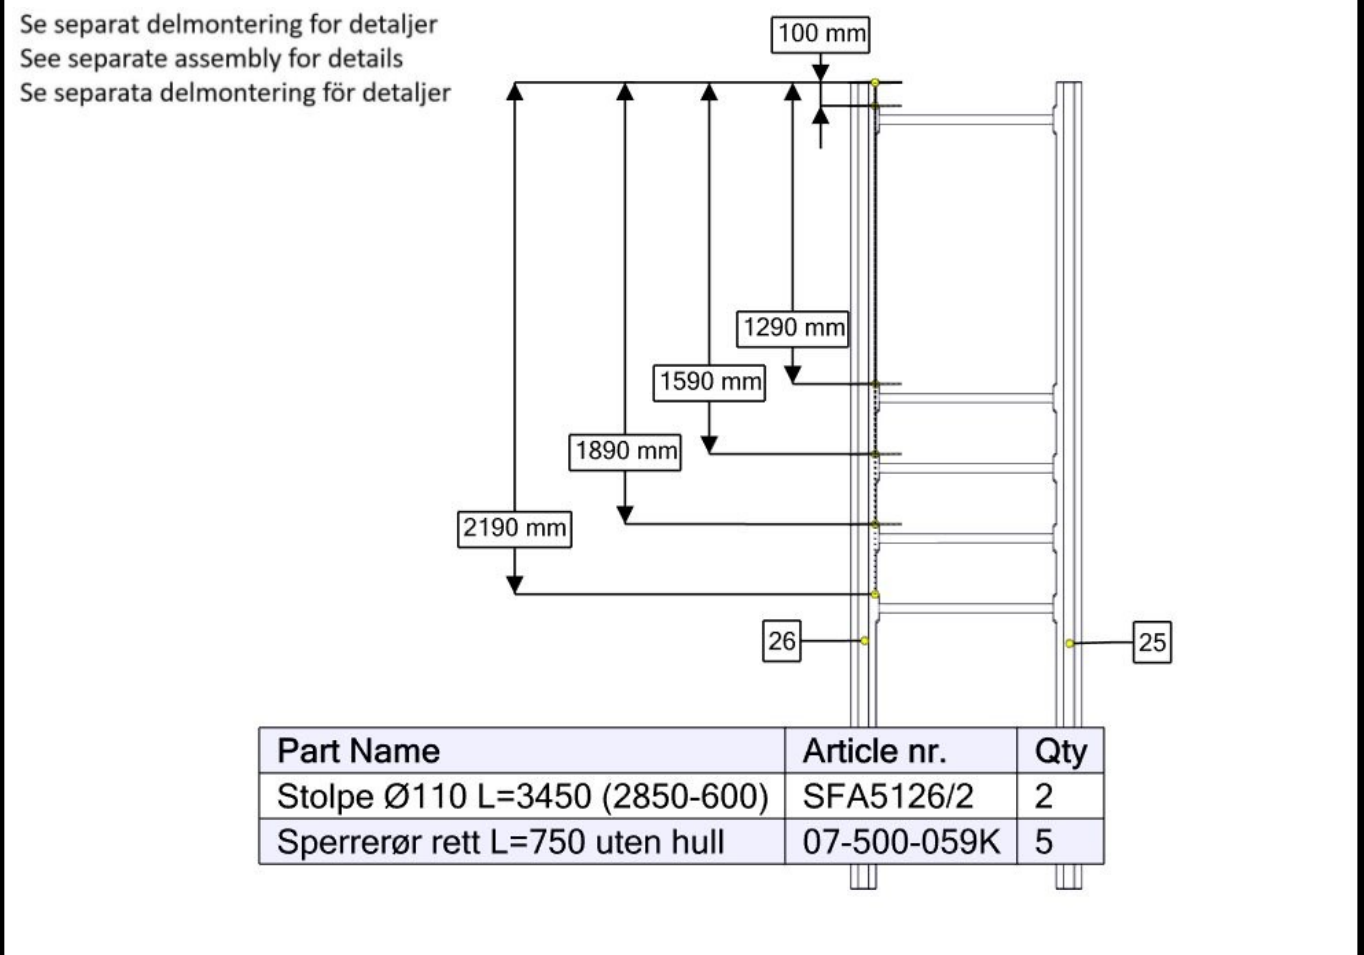 Se separat delmontering for detaljer
See separate assembly for details
Se separata delmontering för detaljer
100 mm
1290 mm
1590 mm
1890 mm
2190 mm
26
25
Part Name Article nr. Qty
Stolpe Ø110 L=3450 (2850-600) SFA5126/2 2
Sperrerør rett L=750 uten hull 07-500-059K 5